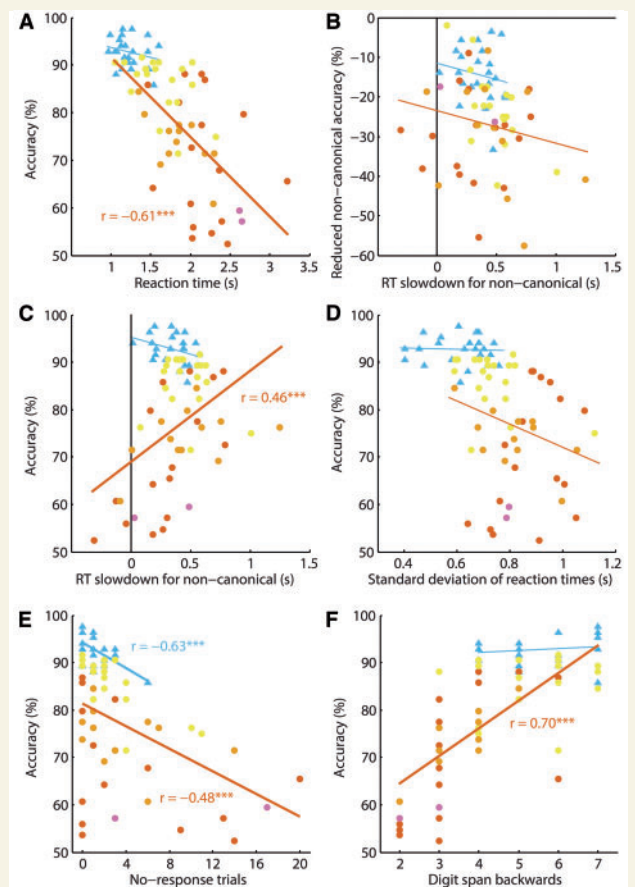 A
100
90
80
70
60
50
Accuracy (%)
r = −0.61***
1
1.5
2
2.5
3
3.5
Reaction time (s)
B
0
−10
−20
−30
−40
−50
−60
Reduced non−canonical accuracy (%)
0
0.5
1
1.5
RT slowdown for non−canonical (s)
C
100
90
80
70
60
50
Accuracy (%)
r = 0.46***
0
0.5
1
1.5
RT slowdown for non−canonical (s)
D
100
90
80
70
60
50
Accuracy (%)
0.4
0.6
0.8
1
1.2
Standard deviation of reaction times (s)
E
100
90
80
70
60
50
Accuracy (%)
r = −0.63***
r = −0.48***
0
4
8
12
16
20
No−response trials
F
100
90
80
70
60
50
Accuracy (%)
r = 0.70***
2
3
4
5
6
7
Digit span backwards